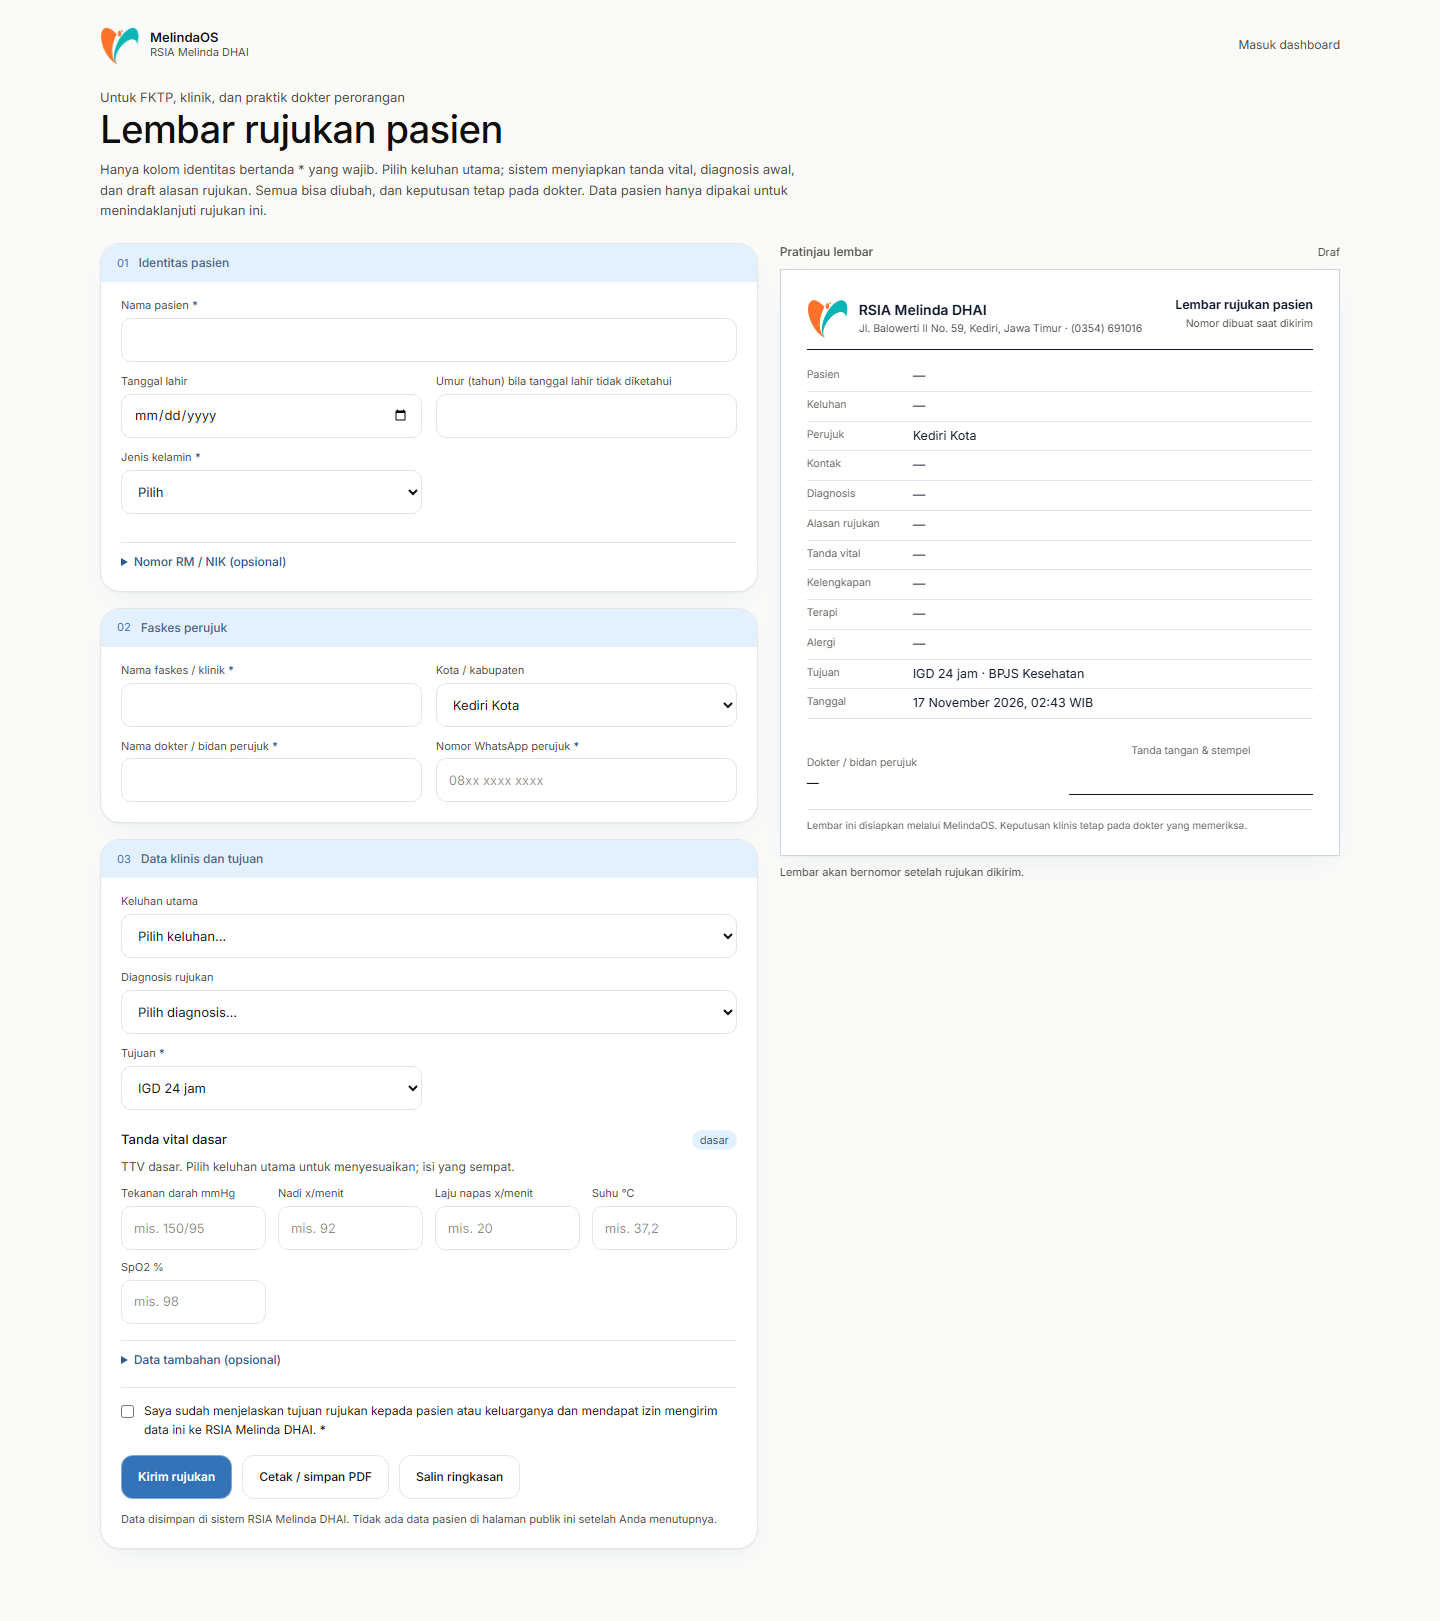 MelindaOS
RSIA Melinda DHAI
Masuk dashboard
Untuk FKTP, klinik, dan praktik dokter perorangan
Lembar rujukan pasien
Hanya kolom identitas bertanda * yang wajib. Pilih keluhan utama; sistem menyiapkan tanda vital, diagnosis awal,
dan draft alasan rujukan. Semua bisa diubah, dan keputusan tetap pada dokter. Data pasien hanya dipakai untuk
menindaklanjuti rujukan ini.
01 Identitas pasien
Nama pasien *
Tanggal lahir
Umur (tahun) bila tanggal lahir tidak diketahui
mm/dd/yyyy
Jenis kelamin *
Pilih
Nomor RM / NIK (opsional)
02 Faskes perujuk
Nama faskes / klinik *
Kota / kabupaten
Kediri Kota
Nama dokter / bidan perujuk *
Nomor WhatsApp perujuk *
08xx xxxx xxxx
03 Data klinis dan tujuan
Keluhan utama
Pilih keluhan...
Diagnosis rujukan
Pilih diagnosis...
Tujuan *
IGD 24 jam
Tanda vital dasar
dasar
TTV dasar. Pilih keluhan utama untuk menyesuaikan; isi yang sempat.
Tekanan darah mmHg
Nadi x/menit
Laju napas x/menit
Suhu °C
mis. 150/95
mis. 92
mis. 20
mis. 37,2
SpO2 %
mis. 98
Data tambahan (opsional)
Saya sudah menjelaskan tujuan rujukan kepada pasien atau keluarganya dan mendapat izin mengirim
data ini ke RSIA Melinda DHAI. *
Kirim rujukan
Cetak / simpan PDF
Salin ringkasan
Data disimpan di sistem RSIA Melinda DHAI. Tidak ada data pasien di halaman publik ini setelah Anda menutupnya.
Pratinjau lembar
Draf
RSIA Melinda DHAI
Jl. Balowerti II No. 59, Kediri, Jawa Timur · (0354) 691016
Lembar rujukan pasien
Nomor dibuat saat dikirim
Pasien —
Keluhan —
Perujuk Kediri Kota
Kontak —
Diagnosis —
Alasan rujukan —
Tanda vital —
Kelengkapan —
Terapi —
Alergi —
Tujuan IGD 24 jam · BPJS Kesehatan
Tanggal 17 November 2026, 02:43 WIB
Tanda tangan & stempel
Dokter / bidan perujuk
—
Lembar ini disiapkan melalui MelindaOS. Keputusan klinis tetap pada dokter yang memeriksa.
Lembar akan bernomor setelah rujukan dikirim.